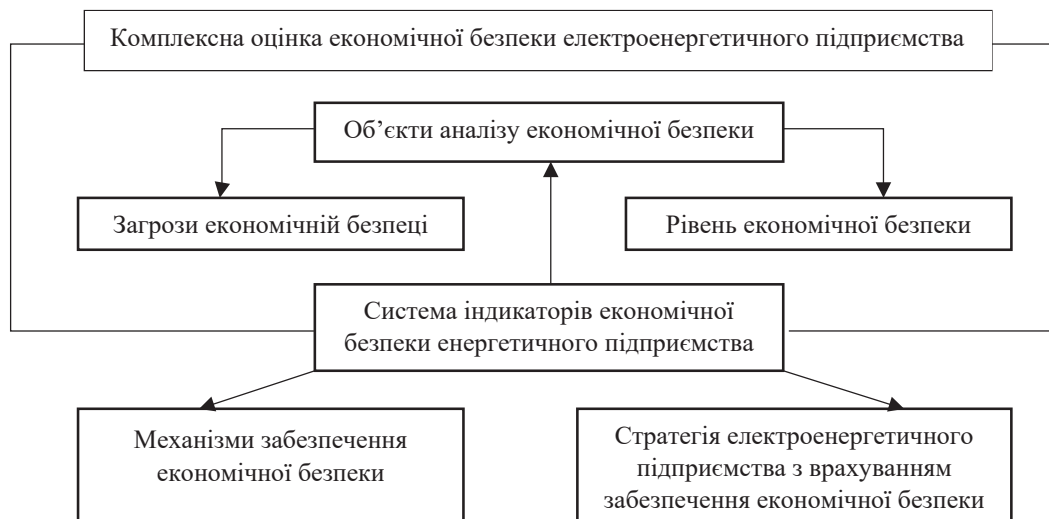 Комплексна оцінка економічної безпеки електроенергетичного підприємства
Об’єкти аналізу економічної безпеки
Загрози економічній безпеці
Рівень економічної безпеки
Система індикаторів економічної
безпеки енергетичного підприємства
Механізми забезпечення
економічної безпеки
Стратегія електроенергетичного
підприємства з врахуванням
забезпечення економічної безпеки